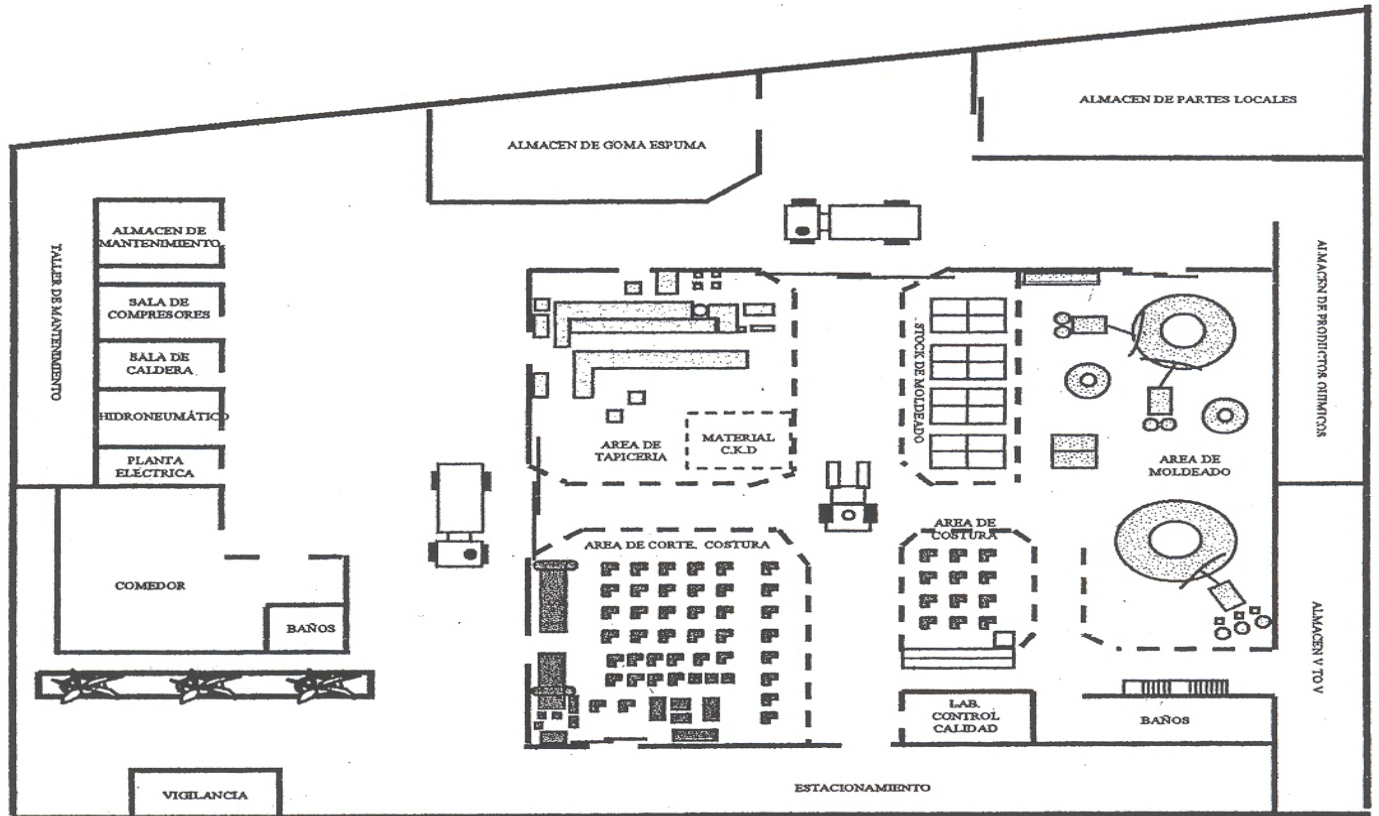 ALMACEN DE PARTES LOCALES
ALMACEN DE GOMA ESPUMA
ALMACEN DE
MANTENIMIENTO
TALLER DE MANTENIMIENTO
SALA DE
COMPRESORES
SALA DE
CALDERA
HIDRONEUMÁTICO
PLANTA
ELÉCTRICA
ALMACEN DE PRODUCTOS QUIMICOS
STOCK DE MOLDEADO
AREA DE
TAPICERIA
MATERIAL
C.K.D
AREA DE
MOLDEADO
AREA DE
COSTURA
AREA DE CORTE, COSTURA
COMEDOR
BAÑOS
ALMACEN V TO V
LAB.
CONTROL
CALIDAD
BAÑOS
VIGILANCIA
ESTACIONAMIENTO